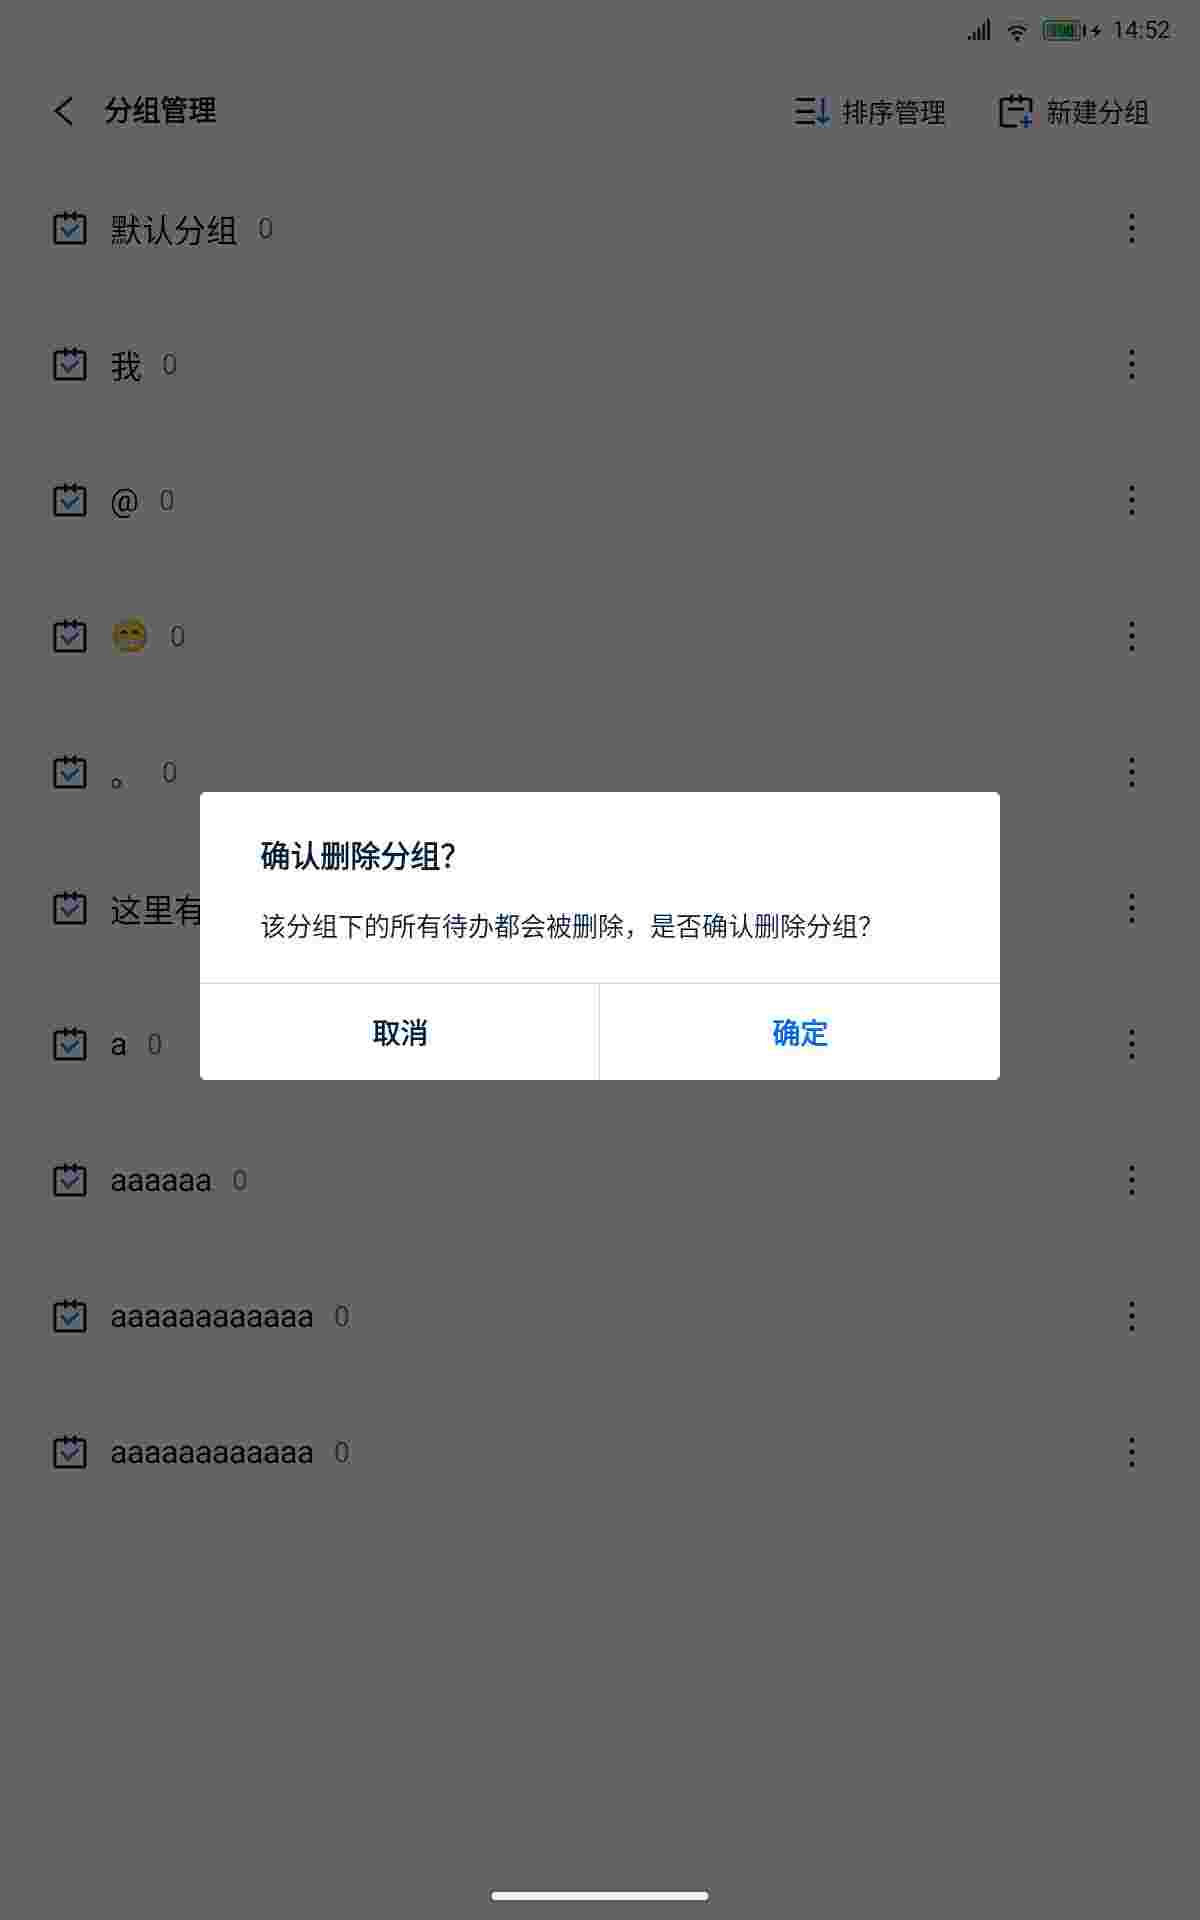 14:52
分组管理 排序管理 新建分组
默认分组 0
我 0
@ 0
😁 0
。 0
确认删除分组？
这里有
该分组下的所有待办都会被删除，是否确认删除分组？
取消 确定
a 0
aaaaaa 0
aaaaaaaaaaaa 0
aaaaaaaaaaaa 0